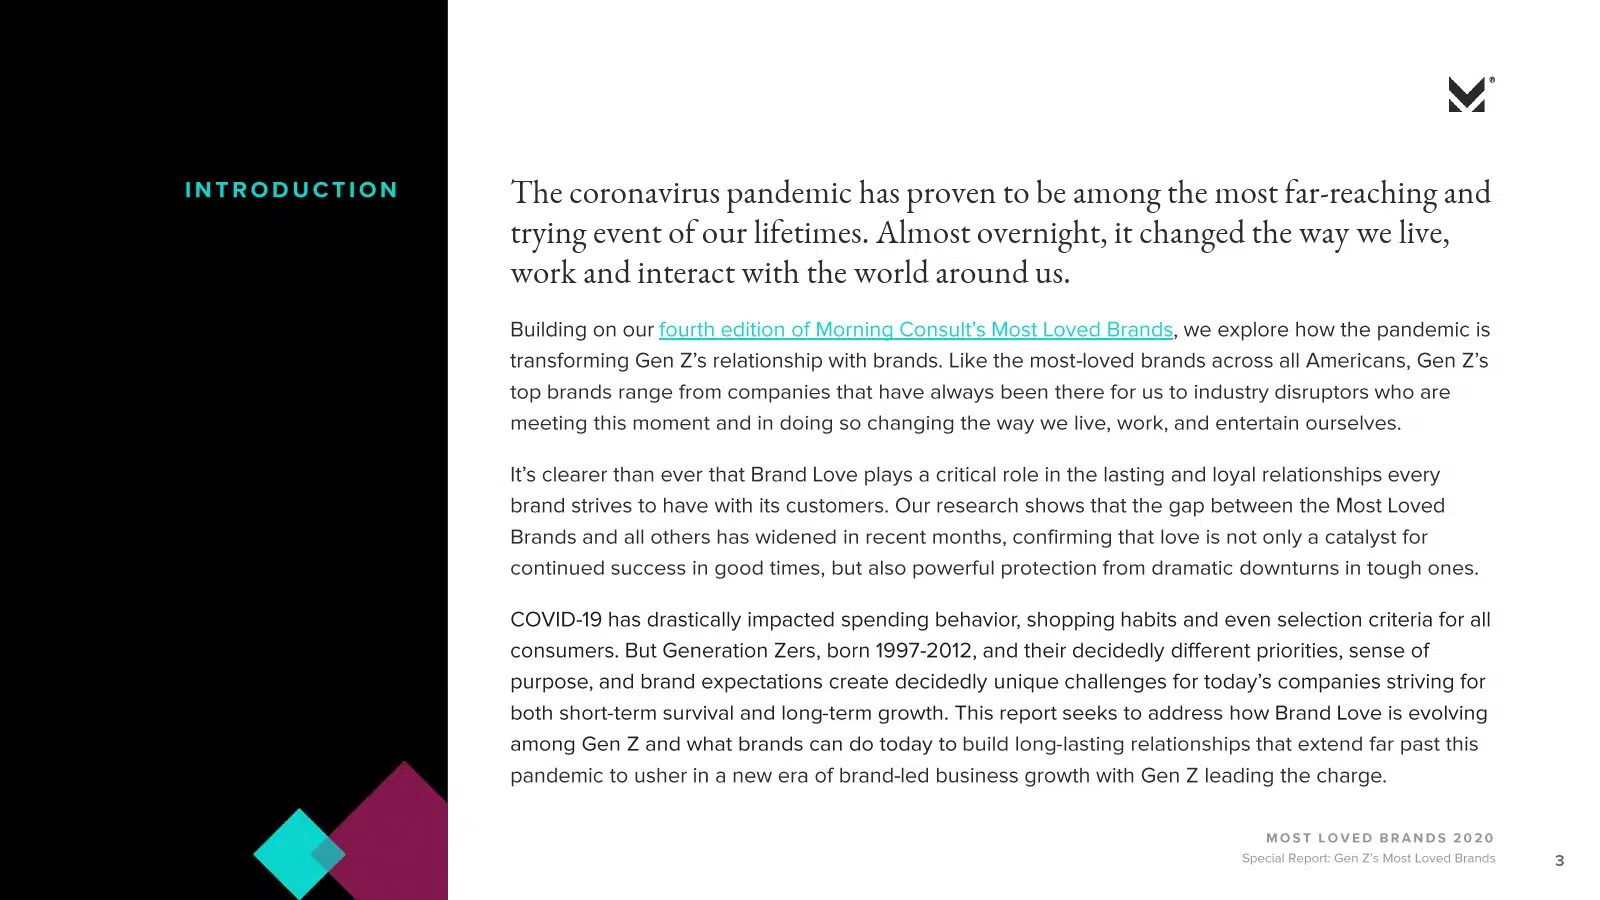 INTRODUCTION
The coronavirus pandemic has proven to be among the most far-reaching and
trying event of our lifetimes. Almost overnight, it changed the way we live,
work and interact with the world around us.
Building on our fourth edition of Morning Consult’s Most Loved Brands, we explore how the pandemic is
transforming Gen Z’s relationship with brands. Like the most-loved brands across all Americans, Gen Z’s
top brands range from companies that have always been there for us to industry disruptors who are
meeting this moment and in doing so changing the way we live, work, and entertain ourselves.
It’s clearer than ever that Brand Love plays a critical role in the lasting and loyal relationships every
brand strives to have with its customers. Our research shows that the gap between the Most Loved
Brands and all others has widened in recent months, confirming that love is not only a catalyst for
continued success in good times, but also powerful protection from dramatic downturns in tough ones.
COVID-19 has drastically impacted spending behavior, shopping habits and even selection criteria for all
consumers. But Generation Zers, born 1997-2012, and their decidedly different priorities, sense of
purpose, and brand expectations create decidedly unique challenges for today’s companies striving for
both short-term survival and long-term growth. This report seeks to address how Brand Love is evolving
among Gen Z and what brands can do today to build long-lasting relationships that extend far past this
pandemic to usher in a new era of brand-led business growth with Gen Z leading the charge.
MOST LOVED BRANDS 2020
Special Report: Gen Z’s Most Loved Brands
3